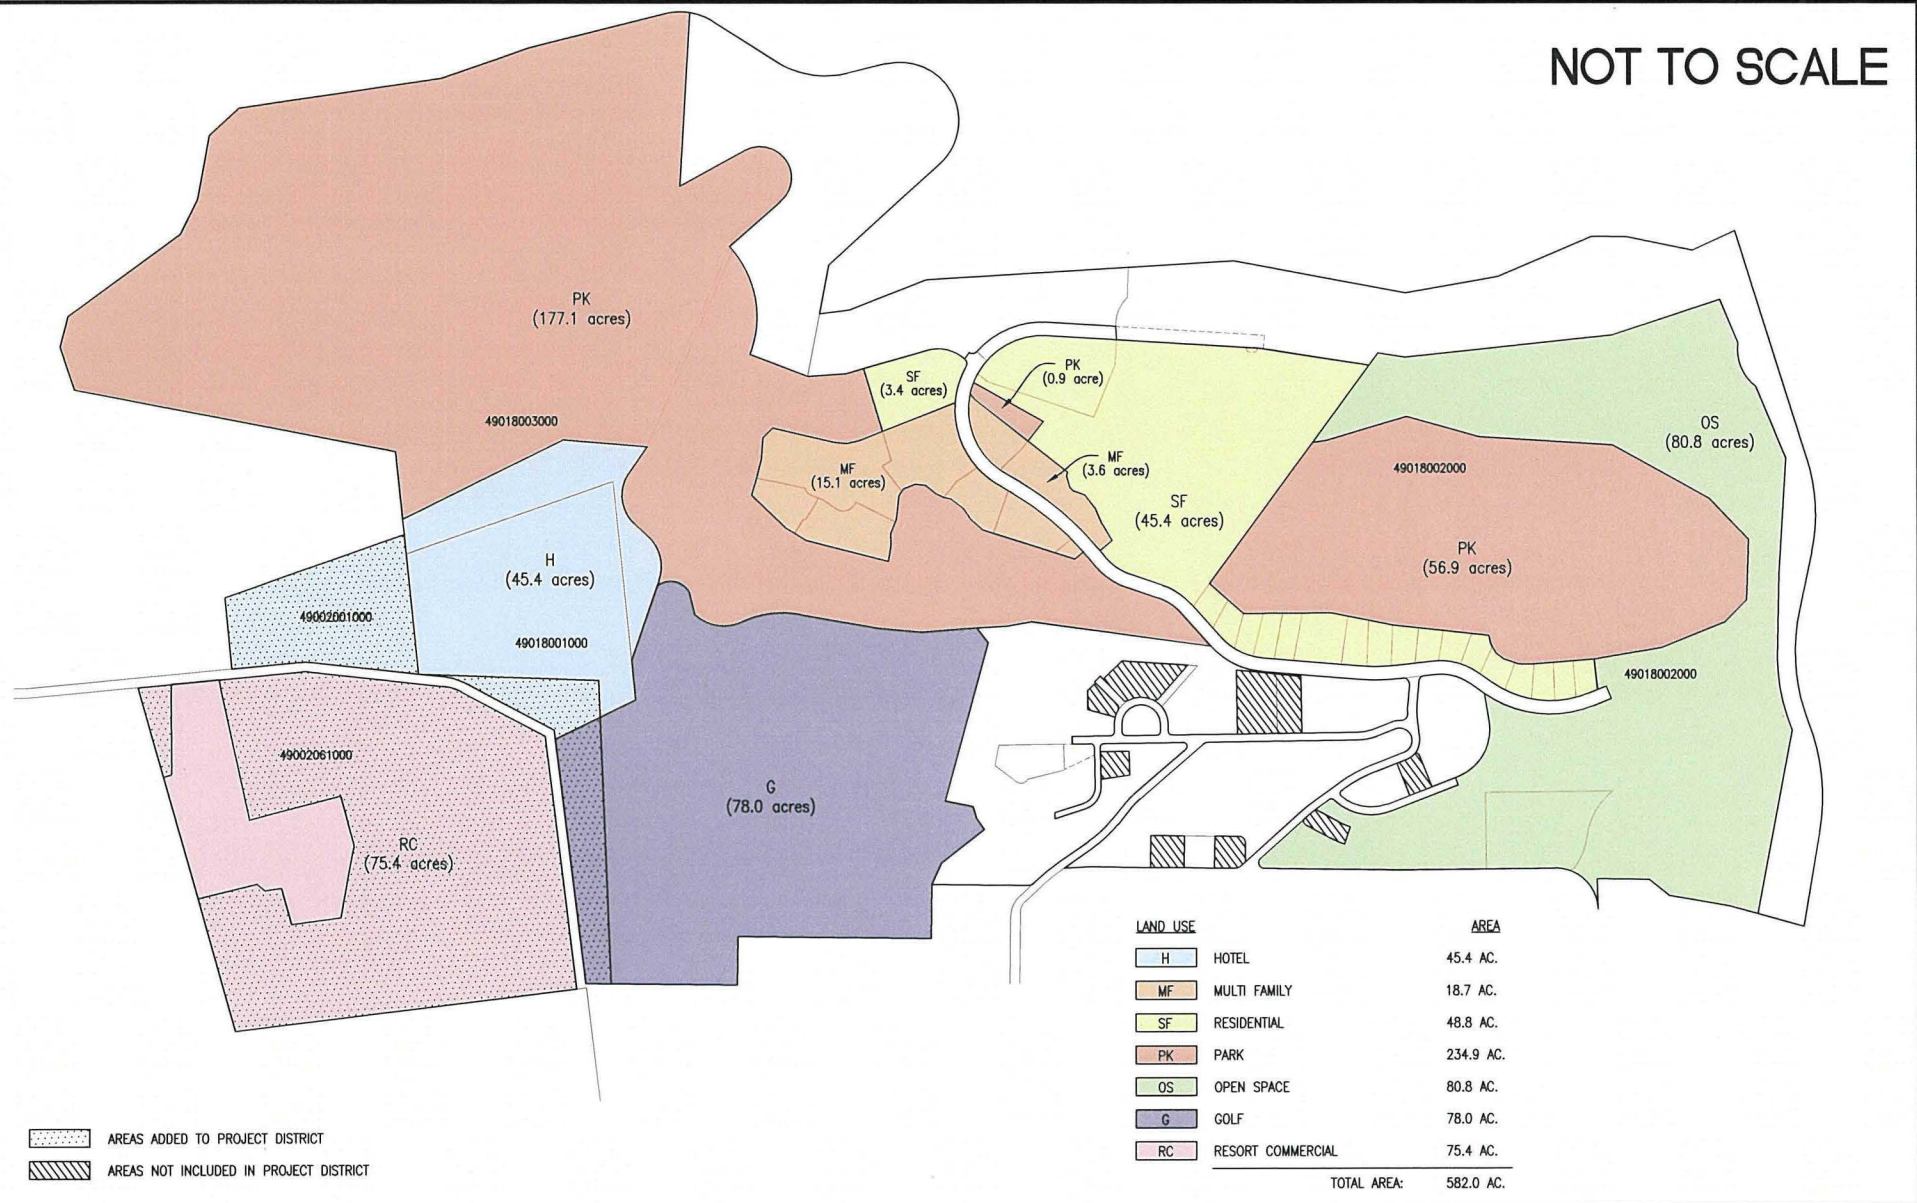 NOT TO SCALE
PK
(177.1 acres)
PK
(0.9 acre)
SF
(3.4 acres)
49018003000
OS
(80.8 acres)
MF
(3.6 acres)
49018002000
MF
(15.1 acres)
SF
(45.4 acres)
PK
(56.9 acres)
H
(45.4 acres)
49002001000
49018001000
49018002000
49002061000
G
(78.0 acres)
RC
(75.4 acres)
LAND USE AREA
H HOTEL 45.4 AC.
MF MULTI FAMILY 18.7 AC.
SF RESIDENTIAL 48.8 AC.
PK PARK 234.9 AC.
OS OPEN SPACE 80.8 AC.
G GOLF 78.0 AC.
RC RESORT COMMERCIAL 75.4 AC.
TOTAL AREA: 582.0 AC.
AREAS ADDED TO PROJECT DISTRICT
AREAS NOT INCLUDED IN PROJECT DISTRICT